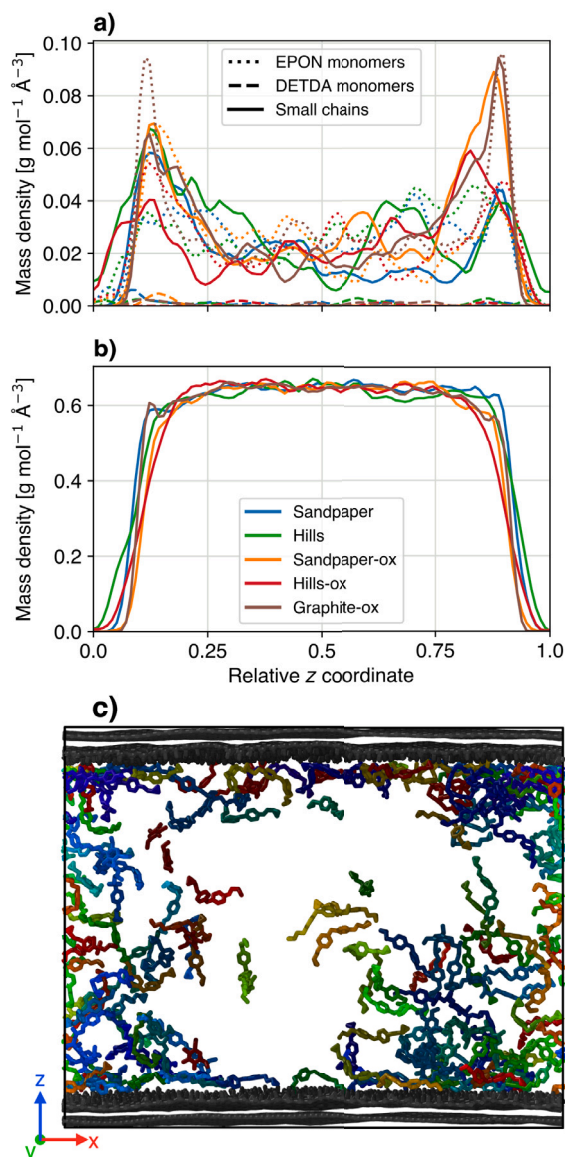 a)
Mass density [g mol⁻¹ Å⁻³]
0.10
0.08
0.06
0.04
0.02
0.00
EPON monomers
DETDA monomers
Small chains
b)
Mass density [g mol⁻¹ Å⁻³]
0.6
0.4
0.2
0.0
Sandpaper
Hills
Sandpaper-ox
Hills-ox
Graphite-ox
0.0 0.25 0.5 0.75 1.0
Relative z coordinate
c)
z
y
x